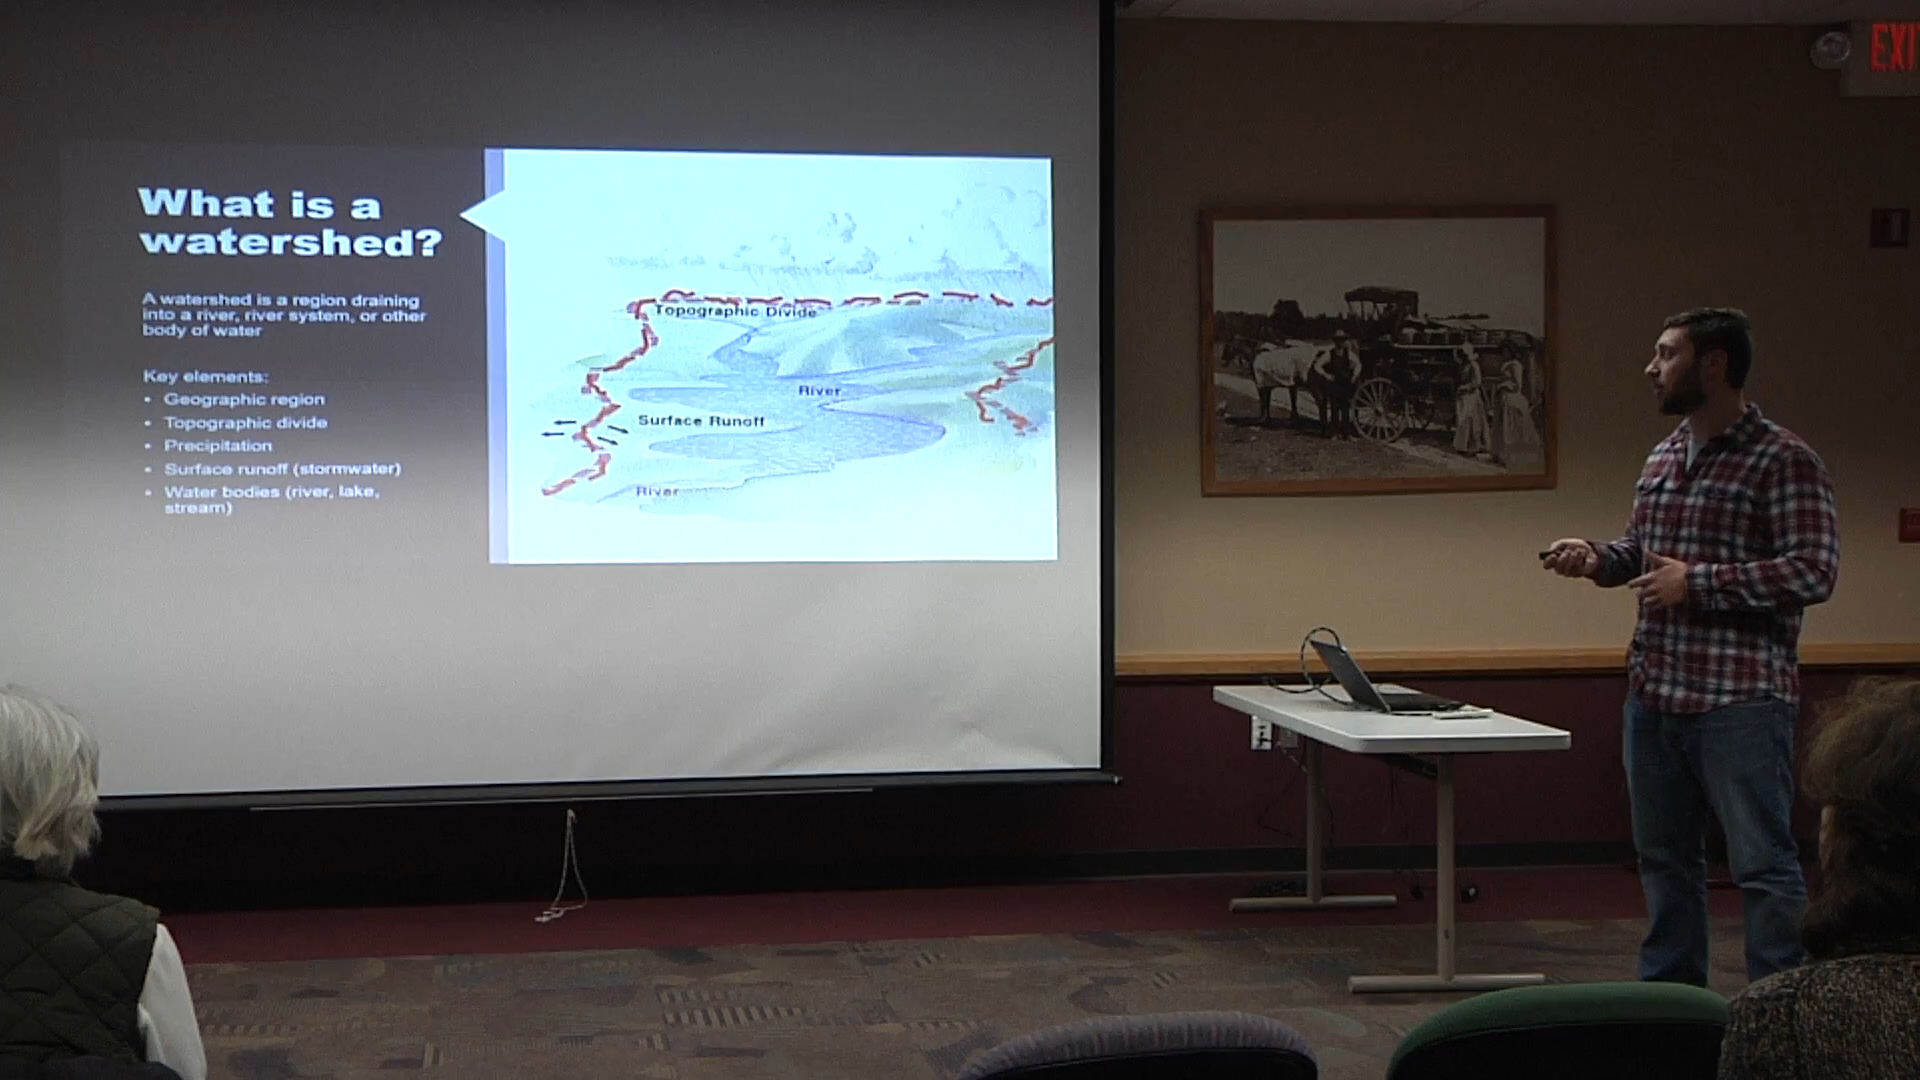 What is a
watershed?
A watershed is a region draining
into a river, river system, or other
body of water
Key elements:
• Geographic region
• Topographic divide
• Precipitation
• Surface runoff (stormwater)
• Water bodies (river, lake,
stream)
Topographic Divide
River
Surface Runoff
River
EXI